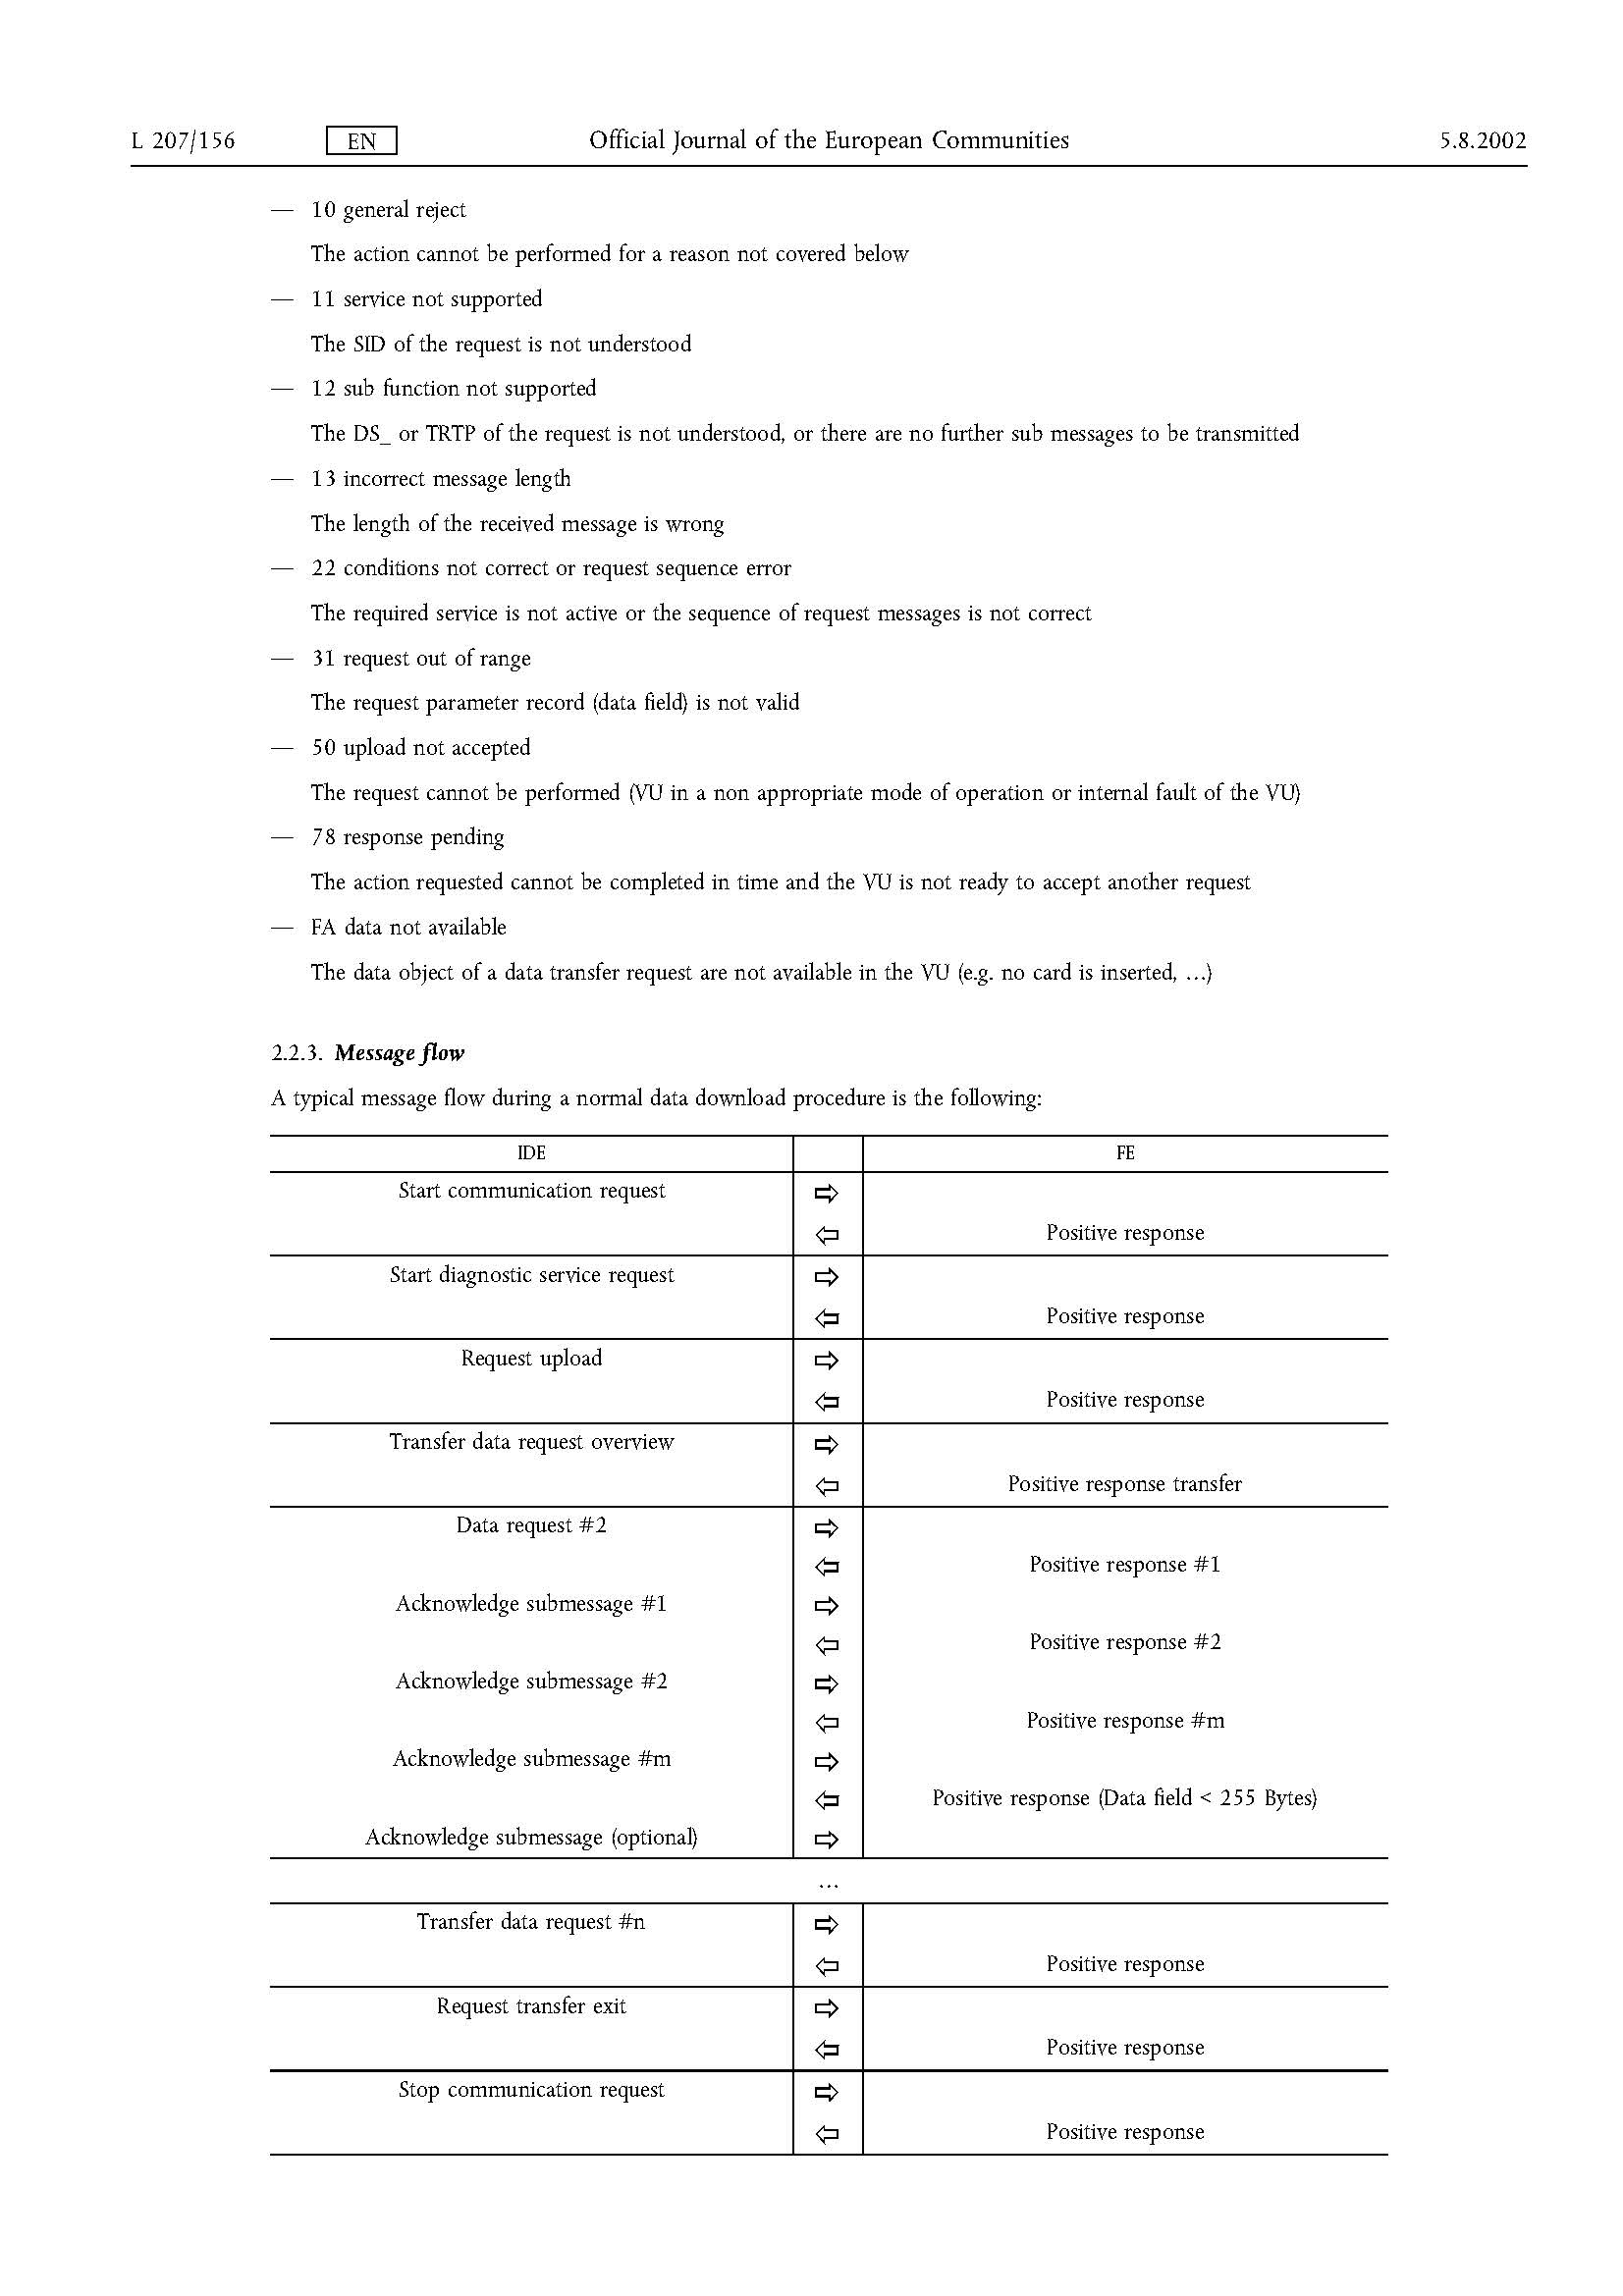 L 207/156 EN Official Journal of the European Communities 5.8.2002
— 10 general reject
The action cannot be performed for a reason not covered below
— 11 service not supported
The SID of the request is not understood
— 12 sub function not supported
The DS_ or TRTP of the request is not understood, or there are no further sub messages to be transmitted
— 13 incorrect message length
The length of the received message is wrong
— 22 conditions not correct or request sequence error
The required service is not active or the sequence of request messages is not correct
— 31 request out of range
The request parameter record (data field) is not valid
— 50 upload not accepted
The request cannot be performed (VU in a non appropriate mode of operation or internal fault of the VU)
— 78 response pending
The action requested cannot be completed in time and the VU is not ready to accept another request
— FA data not available
The data object of a data transfer request are not available in the VU (e.g. no card is inserted, …)
2.2.3. Message flow
A typical message flow during a normal data download procedure is the following:
IDE FE
Start communication request ⇨
⇦ Positive response
Start diagnostic service request ⇨
⇦ Positive response
Request upload ⇨
⇦ Positive response
Transfer data request overview ⇨
⇦ Positive response transfer
Data request #2 ⇨
⇦ Positive response #1
Acknowledge submessage #1 ⇨
⇦ Positive response #2
Acknowledge submessage #2 ⇨
⇦ Positive response #m
Acknowledge submessage #m ⇨
⇦ Positive response (Data field < 255 Bytes)
Acknowledge submessage (optional) ⇨
…
Transfer data request #n ⇨
⇦ Positive response
Request transfer exit ⇨
⇦ Positive response
Stop communication request ⇨
⇦ Positive response